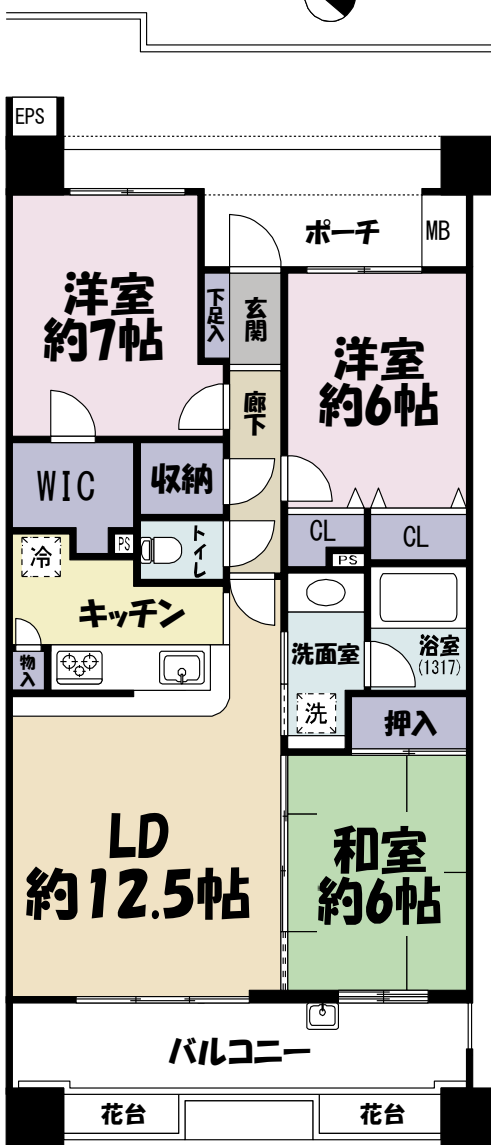 EPS
ポーチ
MB
洋室
約7帖
下足入
玄関
洋室
約6帖
廊下
WIC
収納
CL
CL
PS
トイレ
PS
冷
キッチン
物入
洗面室
浴室
(1317)
洗
押入
LD
約12.5帖
和室
約6帖
バルコニー
花台
花台